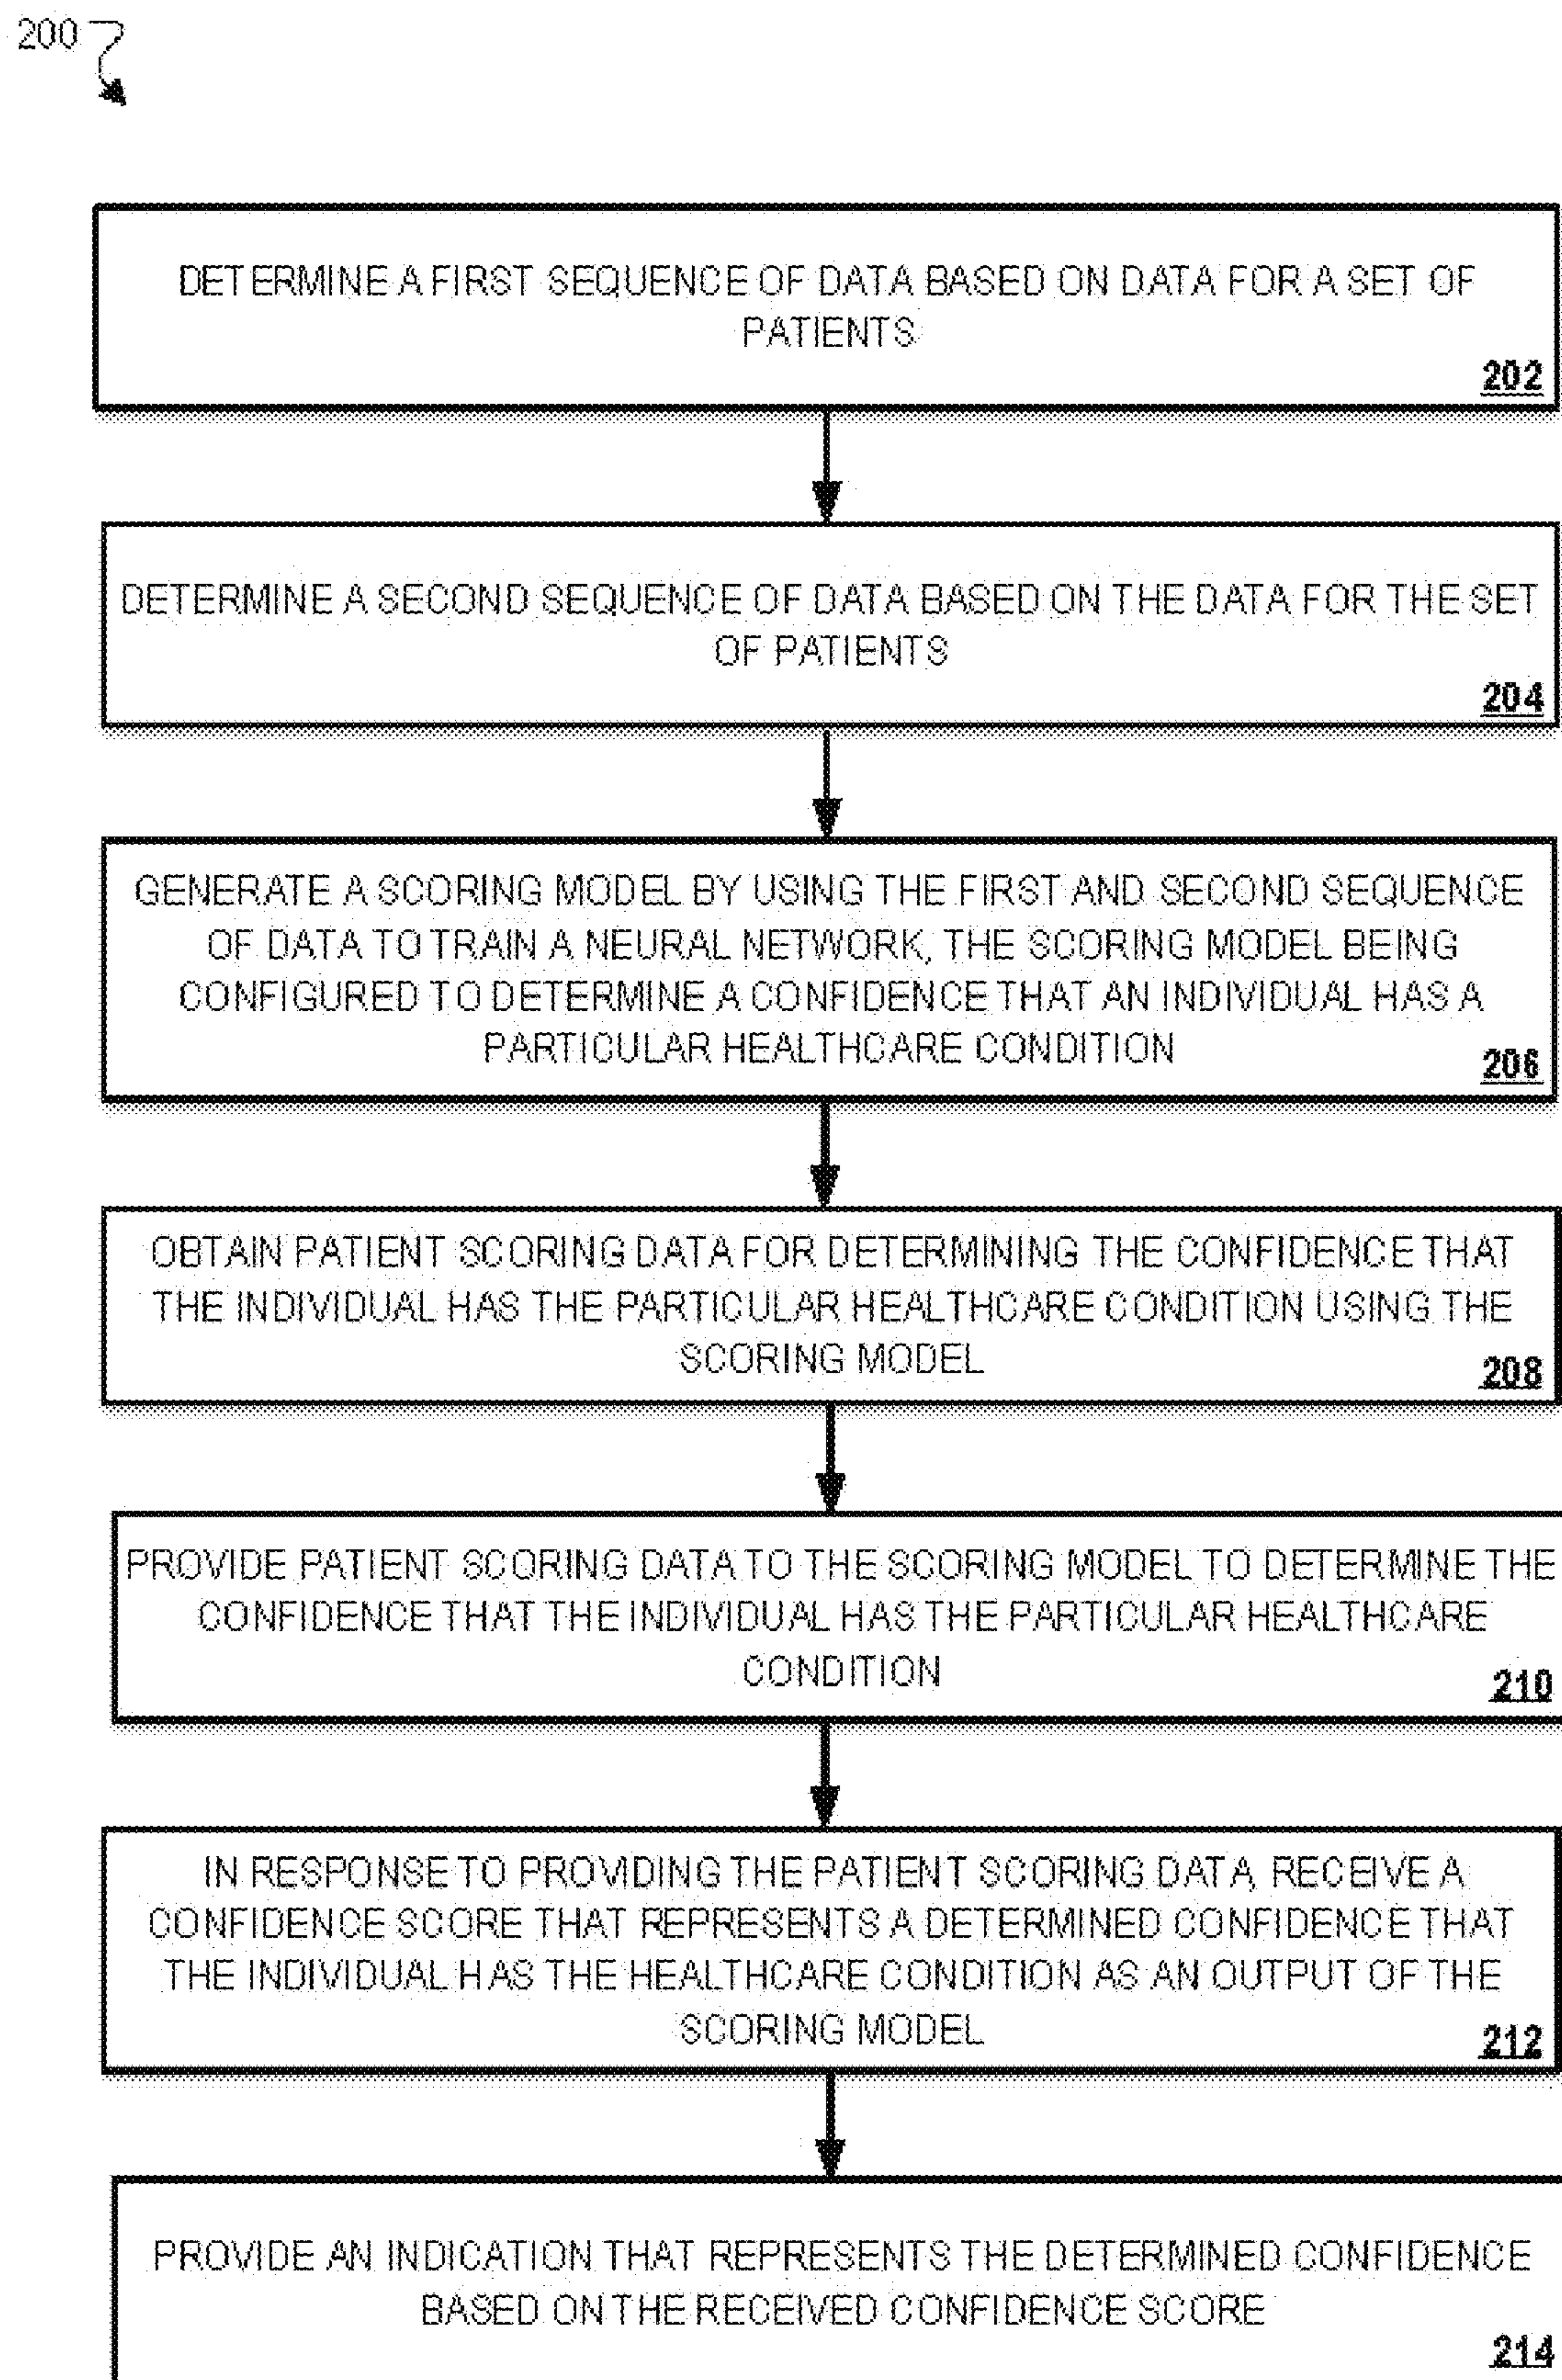 200
DETERMINE A FIRST SEQUENCE OF DATA BASED ON DATA FOR A SET OF
PATIENTS
202
DETERMINE A SECOND SEQUENCE OF DATA BASED ON THE DATA FOR THE SET
OF PATIENTS
204
GENERATE A SCORING MODEL BY USING THE FIRST AND SECOND SEQUENCE
OF DATA TO TRAIN A NEURAL NETWORK, THE SCORING MODEL BEING
CONFIGURED TO DETERMINE A CONFIDENCE THAT AN INDIVIDUAL HAS A
PARTICULAR HEALTHCARE CONDITION
206
OBTAIN PATIENT SCORING DATA FOR DETERMINING THE CONFIDENCE THAT
THE INDIVIDUAL HAS THE PARTICULAR HEALTHCARE CONDITION USING THE
SCORING MODEL
208
PROVIDE PATIENT SCORING DATA TO THE SCORING MODEL TO DETERMINE THE
CONFIDENCE THAT THE INDIVIDUAL HAS THE PARTICULAR HEALTHCARE
CONDITION
210
IN RESPONSE TO PROVIDING THE PATIENT SCORING DATA, RECEIVE A
CONFIDENCE SCORE THAT REPRESENTS A DETERMINED CONFIDENCE THAT
THE INDIVIDUAL HAS THE HEALTHCARE CONDITION AS AN OUTPUT OF THE
SCORING MODEL
212
PROVIDE AN INDICATION THAT REPRESENTS THE DETERMINED CONFIDENCE
BASED ON THE RECEIVED CONFIDENCE SCORE
214